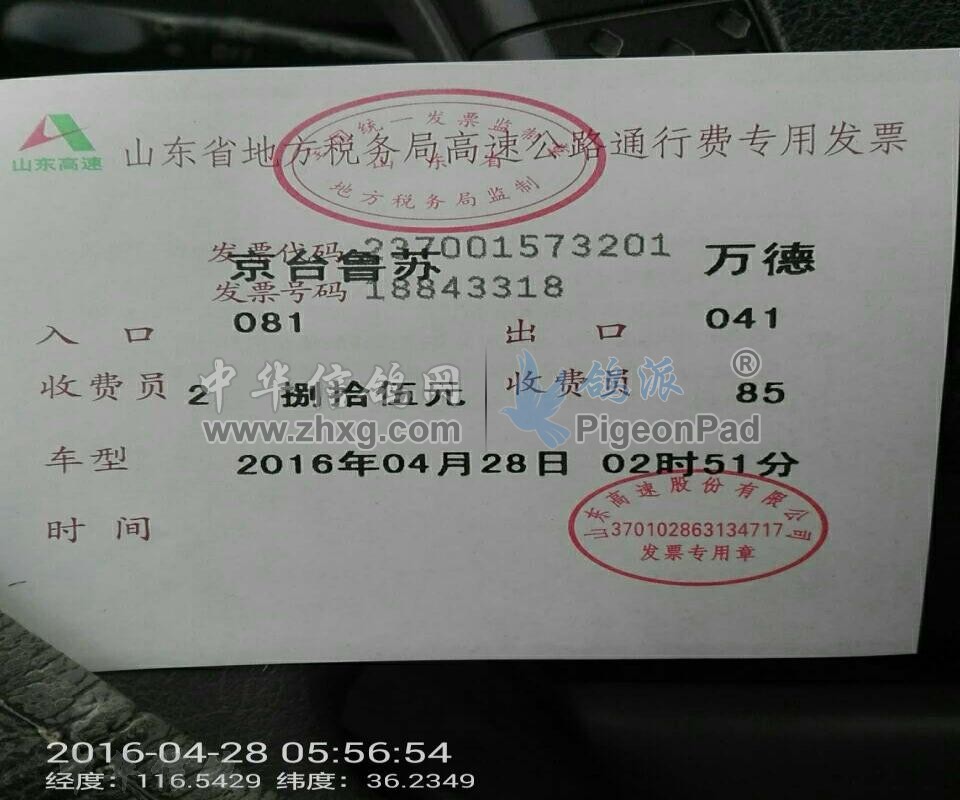 山东高速
山东省地方税务局高速公路通行费专用发票
全国统一发票监制章
山东省
地方税务局监制
发票代码 237001573201
京台鲁苏 万德
发票号码 18843318
入口 081 出口 041
收费员 2 捌拾伍元 收费员 85
中华信鸽网 鸽派®
www.zhxg.com PigeonPad
车型 2016年04月28日 02时51分
时间
山东高速股份有限公司
370102863134717
发票专用章
2016-04-28 05:56:54
经度: 116.5429 纬度: 36.2349